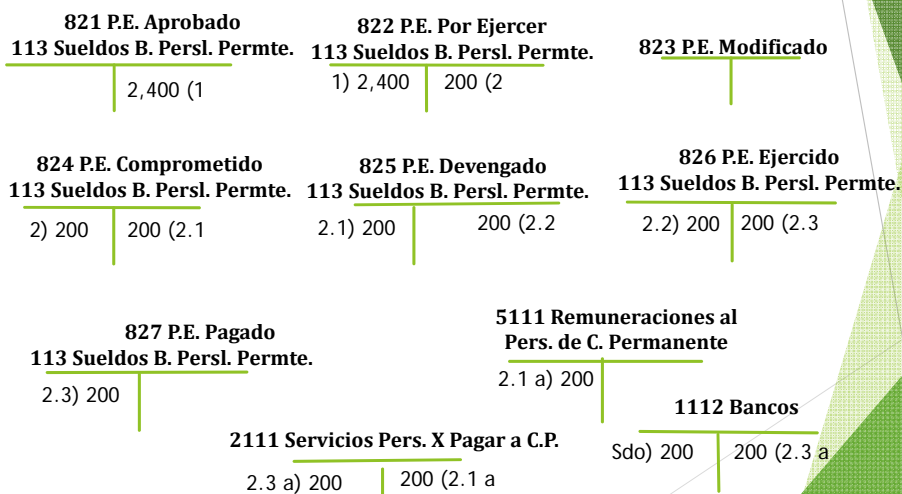 821 P.E. Aprobado
113 Sueldos B. Persl. Permte.
2,400 (1
822 P.E. Por Ejercer
113 Sueldos B. Persl. Permte.
1) 2,400 200 (2
823 P.E. Modificado
824 P.E. Comprometido
113 Sueldos B. Persl. Permte.
2) 200 200 (2.1
825 P.E. Devengado
113 Sueldos B. Persl. Permte.
2.1) 200 200 (2.2
826 P.E. Ejercido
113 Sueldos B. Persl. Permte.
2.2) 200 200 (2.3
827 P.E. Pagado
113 Sueldos B. Persl. Permte.
2.3) 200
5111 Remuneraciones al
Pers. de C. Permanente
2.1 a) 200
1112 Bancos
Sdo) 200 200 (2.3 a
2111 Servicios Pers. X Pagar a C.P.
2.3 a) 200 200 (2.1 a